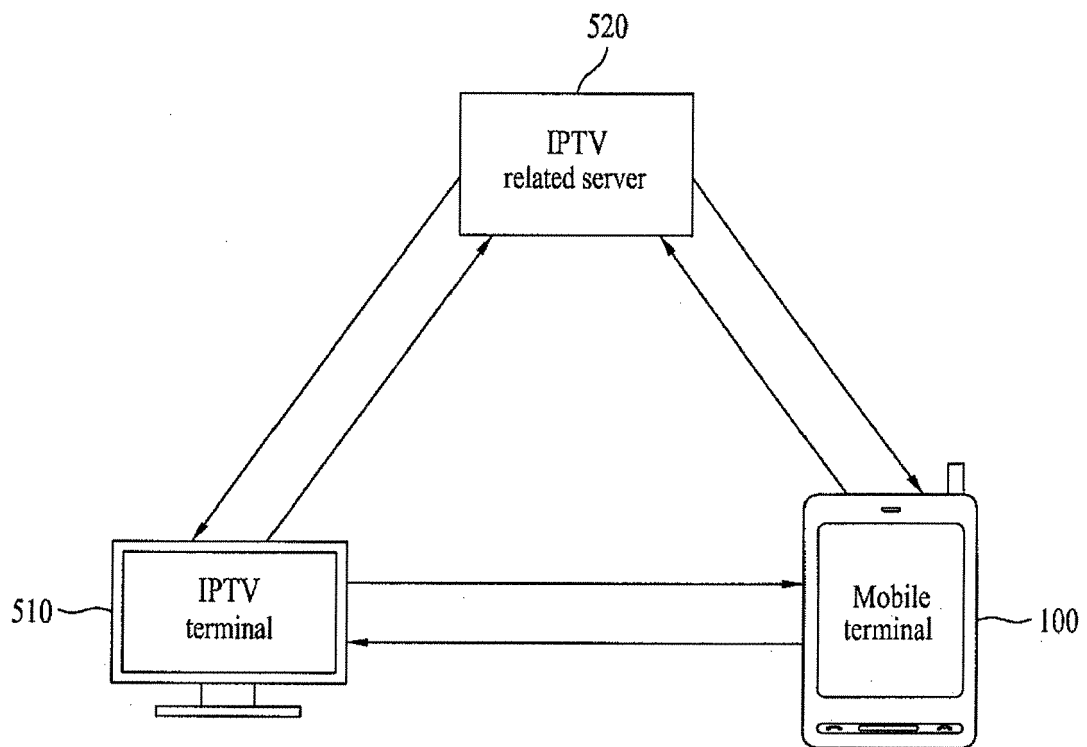 520
IPTV
related server
IPTV
terminal
510
Mobile
terminal
100